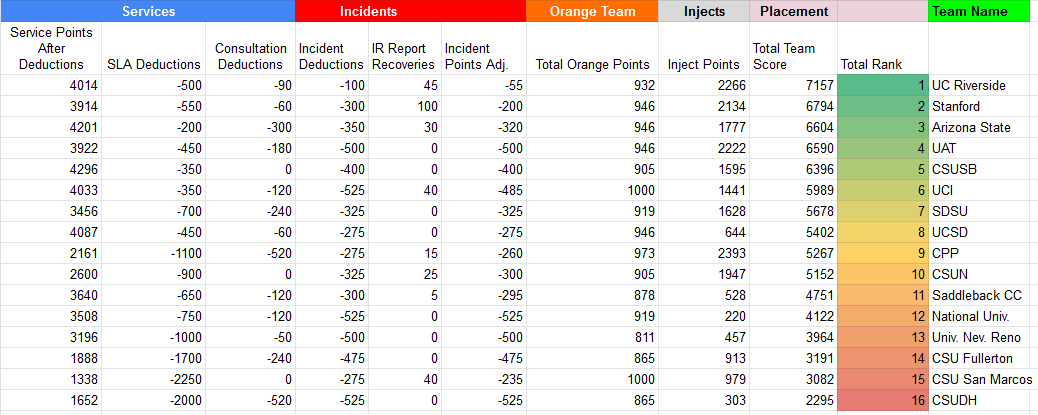 Services Incidents Orange Team Injects Placement Team Name
Service Points After Deductions SLA Deductions Consultation Deductions Incident Deductions IR Report Recoveries Incident Points Adj. Total Orange Points Inject Points Total Team Score Total Rank
4014 -500 -90 -100 45 -55 932 2266 7157 1 UC Riverside
3914 -550 -60 -300 100 -200 946 2134 6794 2 Stanford
4201 -200 -300 -350 30 -320 946 1777 6604 3 Arizona State
3922 -450 -180 -500 0 -500 946 2222 6590 4 UAT
4296 -350 0 -400 0 -400 905 1595 6396 5 CSUSB
4033 -350 -120 -525 40 -485 1000 1441 5989 6 UCI
3456 -700 -240 -325 0 -325 919 1628 5678 7 SDSU
4087 -450 -60 -275 0 -275 946 644 5402 8 UCSD
2161 -1100 -520 -275 15 -260 973 2393 5267 9 CPP
2600 -900 0 -325 25 -300 905 1947 5152 10 CSUN
3640 -650 -120 -300 5 -295 878 528 4751 11 Saddleback CC
3508 -750 -120 -525 0 -525 919 220 4122 12 National Univ.
3196 -1000 -50 -500 0 -500 811 457 3964 13 Univ. Nev. Reno
1888 -1700 -240 -475 0 -475 865 913 3191 14 CSU Fullerton
1338 -2250 0 -275 40 -235 1000 979 3082 15 CSU San Marcos
1652 -2000 -520 -525 0 -525 865 303 2295 16 CSUDH